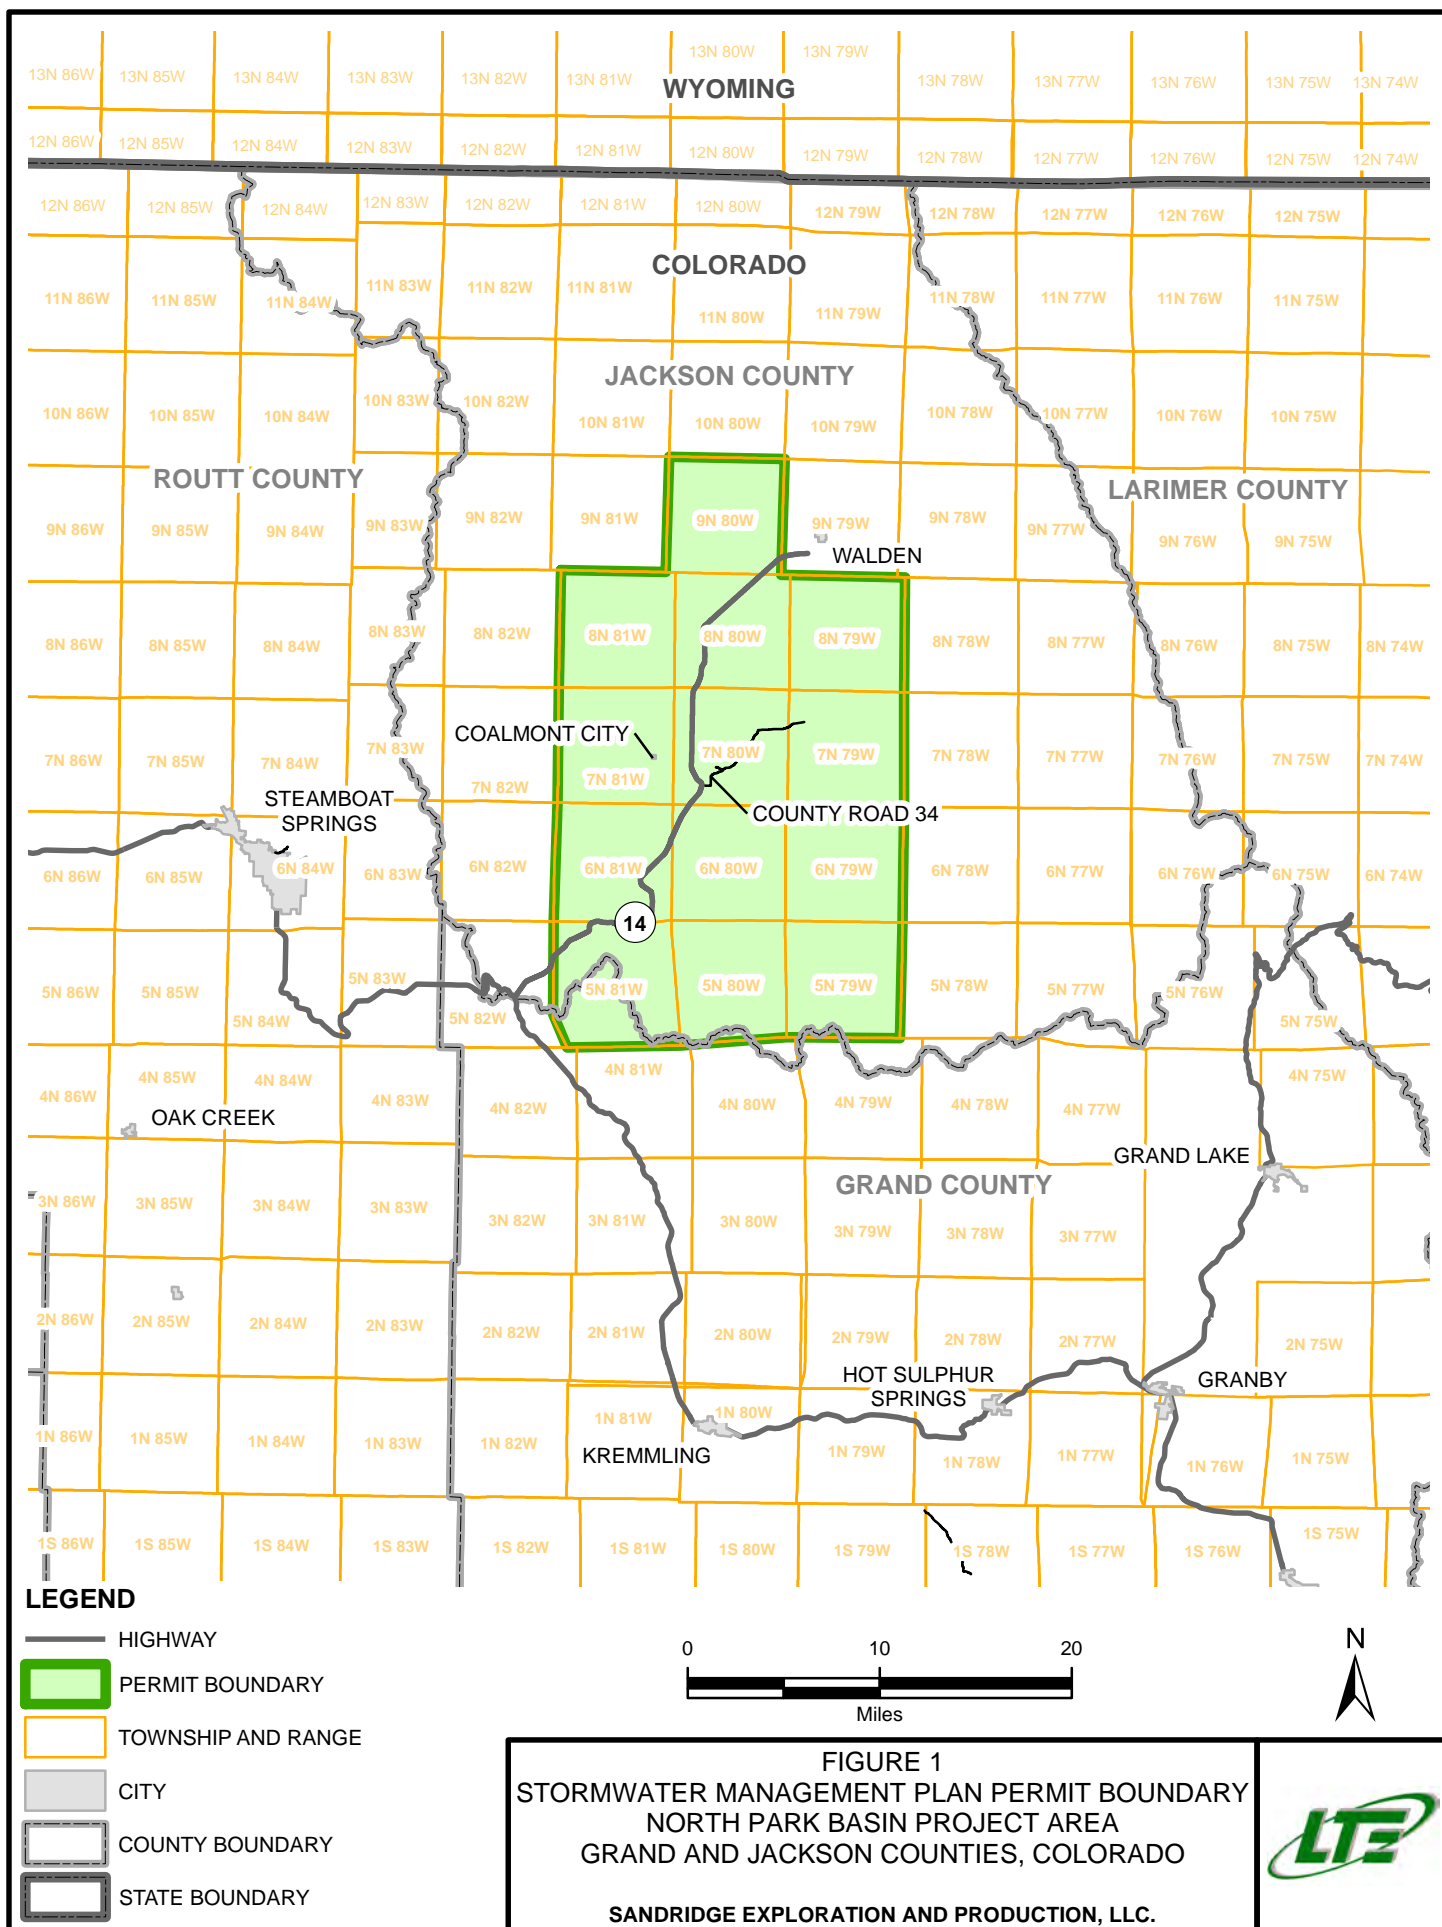 13N 80W 13N 79W
13N 86W 13N 85W 13N 84W 13N 83W 13N 82W 13N 81W 13N 78W 13N 77W 13N 76W 13N 75W 13N 74W
WYOMING
12N 86W 12N 85W 12N 84W 12N 83W 12N 82W 12N 81W 12N 80W 12N 79W 12N 78W 12N 77W 12N 76W 12N 75W 12N 74W
12N 86W 12N 85W 12N 84W 12N 83W 12N 82W 12N 81W 12N 80W 12N 79W 12N 78W 12N 77W 12N 76W 12N 75W
COLORADO
11N 86W 11N 85W 11N 84W 11N 83W 11N 82W 11N 81W 11N 80W 11N 79W 11N 78W 11N 77W 11N 76W 11N 75W
JACKSON COUNTY
10N 86W 10N 85W 10N 84W 10N 83W 10N 82W 10N 81W 10N 80W 10N 79W 10N 78W 10N 77W 10N 76W 10N 75W
ROUTT COUNTY
LARIMER COUNTY
9N 86W 9N 85W 9N 84W 9N 83W 9N 82W 9N 81W 9N 80W 9N 79W 9N 78W 9N 77W 9N 76W 9N 75W
WALDEN
8N 86W 8N 85W 8N 84W 8N 83W 8N 82W 8N 81W 8N 80W 8N 79W 8N 78W 8N 77W 8N 76W 8N 75W 8N 74W
COALMONT CITY
7N 86W 7N 85W 7N 84W 7N 83W 7N 82W 7N 81W 7N 80W 7N 79W 7N 78W 7N 77W 7N 76W 7N 75W 7N 74W
STEAMBOAT
SPRINGS
COUNTY ROAD 34
6N 86W 6N 85W 6N 84W 6N 83W 6N 82W 6N 81W 6N 80W 6N 79W 6N 78W 6N 77W 6N 76W 6N 75W 6N 74W
14
5N 86W 5N 85W 5N 84W 5N 83W 5N 82W 5N 81W 5N 80W 5N 79W 5N 78W 5N 77W 5N 76W 5N 75W
4N 86W 4N 85W 4N 84W 4N 83W 4N 82W 4N 81W 4N 80W 4N 79W 4N 78W 4N 77W 4N 75W
OAK CREEK
GRAND LAKE
GRAND COUNTY
3N 86W 3N 85W 3N 84W 3N 83W 3N 82W 3N 81W 3N 80W 3N 79W 3N 78W 3N 77W
2N 86W 2N 85W 2N 84W 2N 83W 2N 82W 2N 81W 2N 80W 2N 79W 2N 78W 2N 77W 2N 75W
HOT SULPHUR
SPRINGS
GRANBY
1N 86W 1N 85W 1N 84W 1N 83W 1N 82W 1N 81W 1N 80W 1N 79W 1N 78W 1N 77W 1N 76W 1N 75W
KREMMLING
1S 86W 1S 85W 1S 84W 1S 83W 1S 82W 1S 81W 1S 80W 1S 79W 1S 78W 1S 77W 1S 76W 1S 75W
LEGEND
HIGHWAY
PERMIT BOUNDARY
TOWNSHIP AND RANGE
CITY
COUNTY BOUNDARY
STATE BOUNDARY
0 10 20
Miles
N
FIGURE 1
STORMWATER MANAGEMENT PLAN PERMIT BOUNDARY
NORTH PARK BASIN PROJECT AREA
GRAND AND JACKSON COUNTIES, COLORADO
SANDRIDGE EXPLORATION AND PRODUCTION, LLC.
LTE